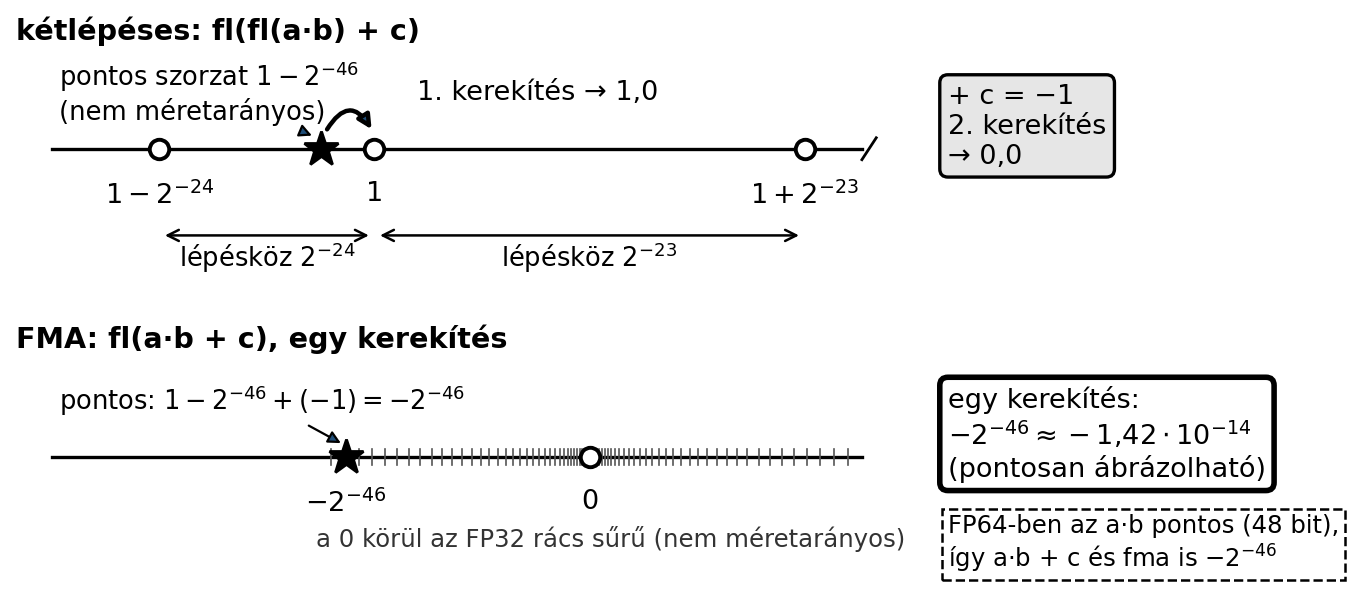 kétlépéses: fl(fl(a·b) + c)
pontos szorzat 1 − 2⁻⁴⁶
(nem méretarányos)
1. kerekítés → 1,0
+ c = −1
2. kerekítés
→ 0,0
1 − 2⁻²⁴
1
1 + 2⁻²³
lépésköz 2⁻²⁴
lépésköz 2⁻²³
FMA: fl(a·b + c), egy kerekítés
pontos: 1 − 2⁻⁴⁶ + (−1) = −2⁻⁴⁶
egy kerekítés:
−2⁻⁴⁶ ≈ −1,42 · 10⁻¹⁴
(pontosan ábrázolható)
−2⁻⁴⁶
0
a 0 körül az FP32 rács sűrű (nem méretarányos)
FP64-ben az a·b pontos (48 bit),
így a·b + c és fma is −2⁻⁴⁶